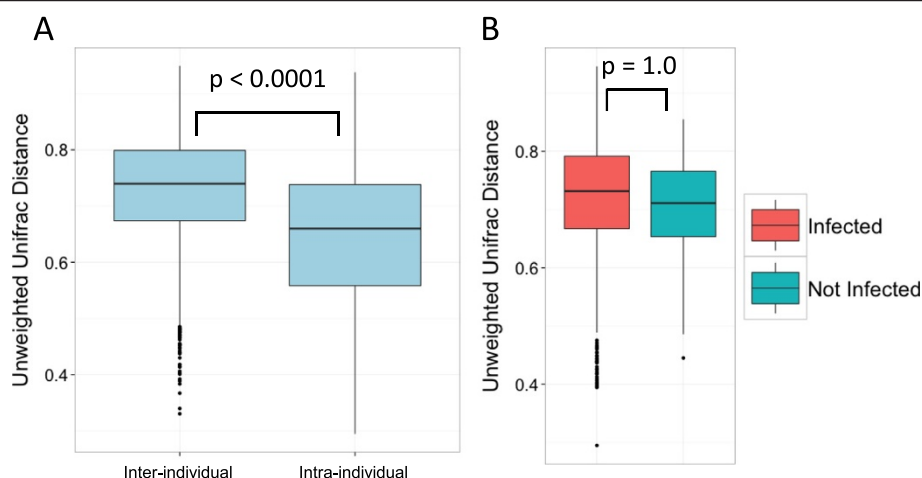 A
p < 0.0001
Unweighted Unifrac Distance
0.8
0.6
0.4
Inter-individual
Intra-individual
B
p = 1.0
Unweighted Unifrac Distance
0.8
0.6
0.4
Infected
Not Infected